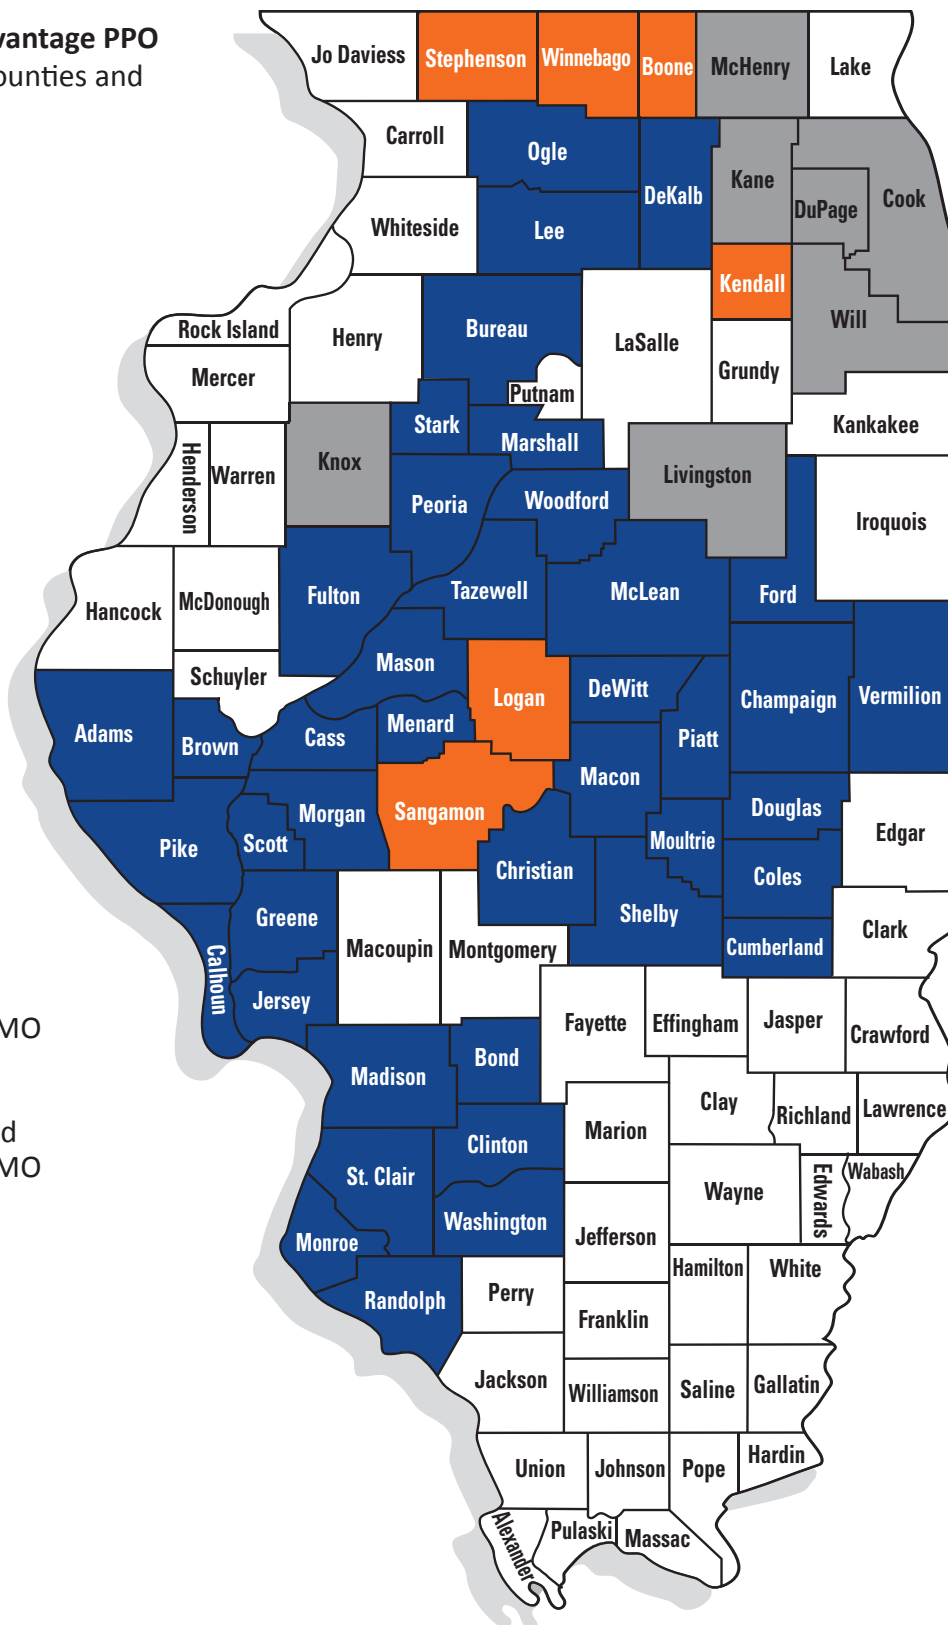 vantage PPO
ounties and
Jo Daviess
Stephenson
Winnebago
Boone
McHenry
Lake
Carroll
Ogle
DeKalb
Kane
DuPage
Cook
Whiteside
Lee
Kendall
Will
Rock Island
Henry
Bureau
LaSalle
Grundy
Mercer
Putnam
Kankakee
Stark
Marshall
Henderson
Warren
Knox
Livingston
Peoria
Woodford
Iroquois
Hancock
McDonough
Fulton
Tazewell
McLean
Ford
Schuyler
Mason
Logan
DeWitt
Champaign
Vermilion
Adams
Brown
Cass
Menard
Piatt
Macon
Pike
Scott
Morgan
Sangamon
Christian
Moultrie
Douglas
Edgar
Coles
Shelby
Greene
Macoupin
Montgomery
Cumberland
Clark
Calhoun
Jersey
MO
Fayette
Effingham
Jasper
Crawford
Madison
Bond
Clay
Richland
Lawrence
d
MO
Clinton
Marion
St. Clair
Wayne
Edwards
Wabash
Washington
Monroe
Jefferson
Hamilton
White
Randolph
Perry
Franklin
Jackson
Williamson
Saline
Gallatin
Union
Johnson
Pope
Hardin
Alexander
Pulaski
Massac